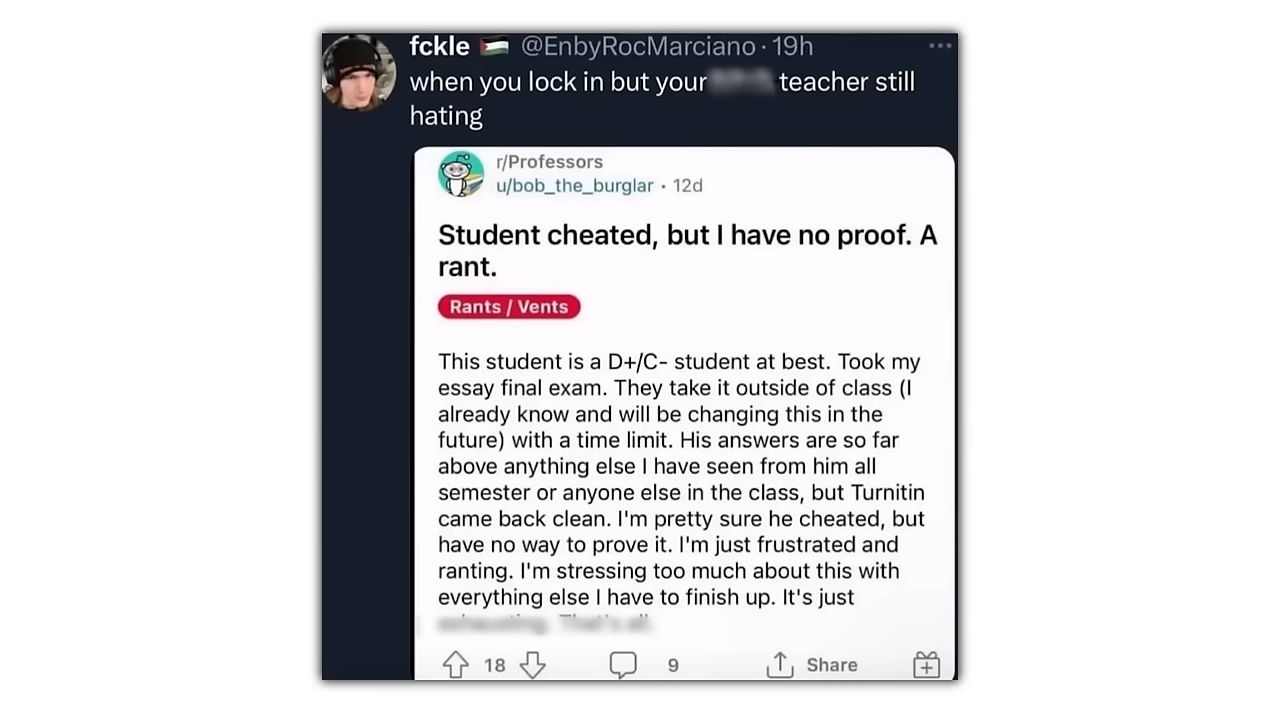 fckle 🇵🇸 @EnbyRocMarciano · 19h
when you lock in but your teacher still
hating
r/Professors
u/bob_the_burglar • 12d
Student cheated, but I have no proof. A
rant.
Rants / Vents
This student is a D+/C- student at best. Took my
essay final exam. They take it outside of class (I
already know and will be changing this in the
future) with a time limit. His answers are so far
above anything else I have seen from him all
semester or anyone else in the class, but Turnitin
came back clean. I'm pretty sure he cheated, but
have no way to prove it. I'm just frustrated and
ranting. I'm stressing too much about this with
everything else I have to finish up. It's just
18 9 Share